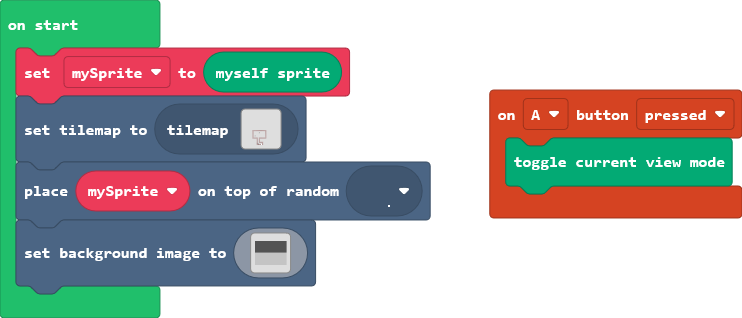 on start
set mySprite to myself sprite
set tilemap to tilemap
place mySprite on top of random
set background image to
on A button pressed
toggle current view mode